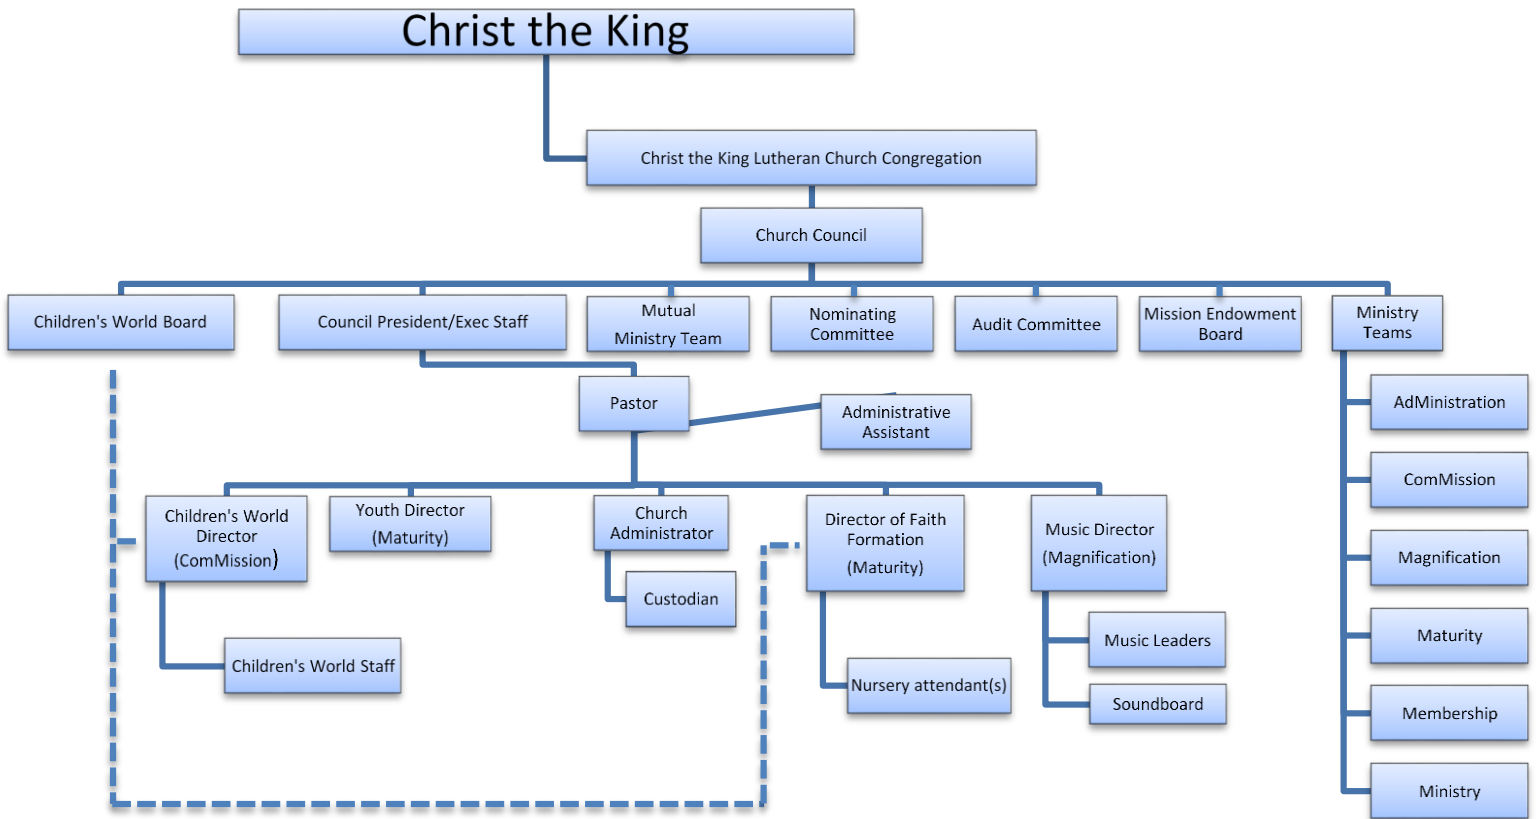 Christ the King
Christ the King Lutheran Church Congregation
Church Council
Children's World Board
Council President/Exec Staff
Mutual
Ministry Team
Nominating
Committee
Audit Committee
Mission Endowment
Board
Ministry
Teams
Pastor
Administrative
Assistant
AdMinistration
ComMission
Magnification
Maturity
Membership
Ministry
Children's World
Director
(ComMission)
Youth Director
(Maturity)
Church
Administrator
Director of Faith
Formation
(Maturity)
Music Director
(Magnification)
Custodian
Children's World Staff
Nursery attendant(s)
Music Leaders
Soundboard